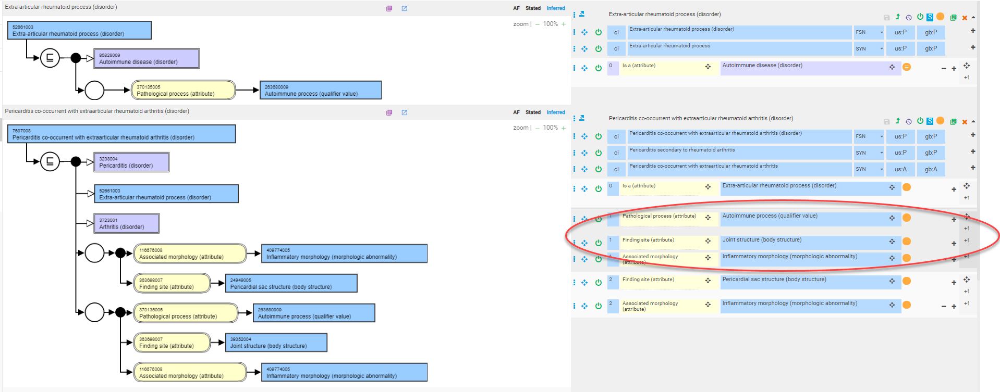 Extra-articular rheumatoid process (disorder)
AF Stated Inferred
zoom | – 100% +
52661003
Extra-articular rheumatoid process (disorder)
⊑
85828009
Autoimmune disease (disorder)
370135005
Pathological process (attribute)
263680009
Autoimmune process (qualifier value)
Pericarditis co-occurrent with extraarticular rheumatoid arthritis (disorder)
AF Stated Inferred
zoom | – 100% +
7607008
Pericarditis co-occurrent with extraarticular rheumatoid arthritis (disorder)
⊑
3238004
Pericarditis (disorder)
52661003
Extra-articular rheumatoid process (disorder)
3723001
Arthritis (disorder)
116676008
Associated morphology (attribute)
409774005
Inflammatory morphology (morphologic abnormality)
363698007
Finding site (attribute)
24949005
Pericardial sac structure (body structure)
370135005
Pathological process (attribute)
263680009
Autoimmune process (qualifier value)
363698007
Finding site (attribute)
39352004
Joint structure (body structure)
116676008
Associated morphology (attribute)
409774005
Inflammatory morphology (morphologic abnormality)
Extra-articular rheumatoid process (disorder)
S
ci Extra-articular rheumatoid process (disorder) FSN us:P gb:P +
ci Extra-articular rheumatoid process SYN us:P gb:P +
0 Is a (attribute) Autoimmune disease (disorder) – +
+1
Pericarditis co-occurrent with extraarticular rheumatoid arthritis (disorder)
S
ci Pericarditis co-occurrent with extraarticular rheumatoid arthritis (disorder) FSN us:P gb:P +
ci Pericarditis secondary to rheumatoid arthritis SYN us:P gb:P +
ci Pericarditis co-occurrent with extraarticular rheumatoid arthritis SYN us:A gb:A +
0 Is a (attribute) Extra-articular rheumatoid process (disorder) +
+1
1 Pathological process (attribute) Autoimmune process (qualifier value) +
+1
1 Finding site (attribute) Joint structure (body structure) + +1
1 Associated morphology (attribute) Inflammatory morphology (morphologic abnormality) – + +1
2 Finding site (attribute) Pericardial sac structure (body structure) +
+1
2 Associated morphology (attribute) Inflammatory morphology (morphologic abnormality) – + +1